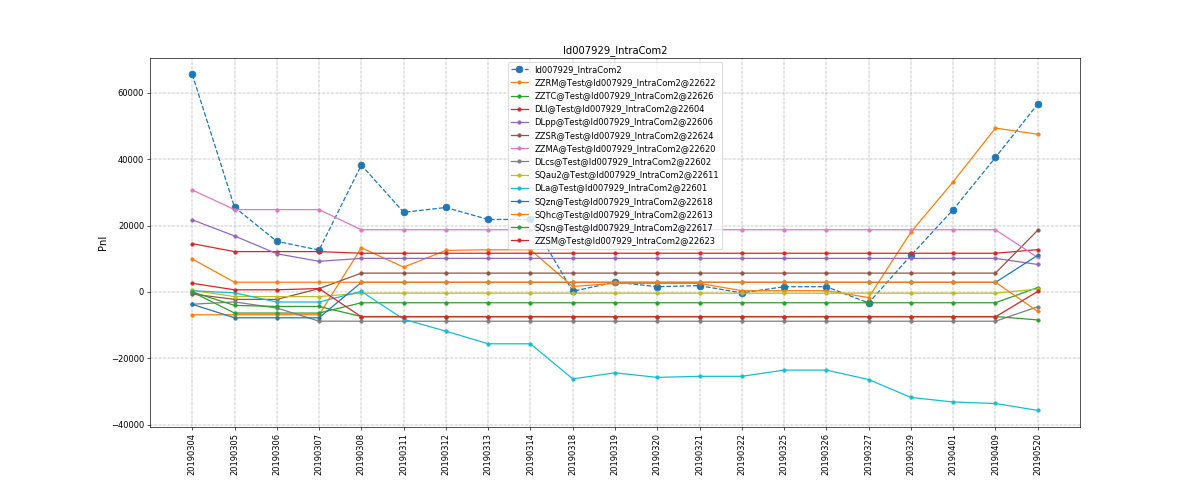 Id007929_IntraCom2
Id007929_IntraCom2
ZZRM@Test@Id007929_IntraCom2@22622
ZZTC@Test@Id007929_IntraCom2@22626
DLl@Test@Id007929_IntraCom2@22604
DLpp@Test@Id007929_IntraCom2@22606
ZZSR@Test@Id007929_IntraCom2@22624
ZZMA@Test@Id007929_IntraCom2@22620
DLcs@Test@Id007929_IntraCom2@22602
SQau2@Test@Id007929_IntraCom2@22611
DLa@Test@Id007929_IntraCom2@22601
SQzn@Test@Id007929_IntraCom2@22618
SQhc@Test@Id007929_IntraCom2@22613
SQsn@Test@Id007929_IntraCom2@22617
ZZSM@Test@Id007929_IntraCom2@22623
Pnl
60000
40000
20000
0
−20000
−40000
20190304
20190305
20190306
20190307
20190308
20190311
20190312
20190313
20190314
20190318
20190319
20190320
20190321
20190322
20190325
20190326
20190327
20190329
20190401
20190409
20190520